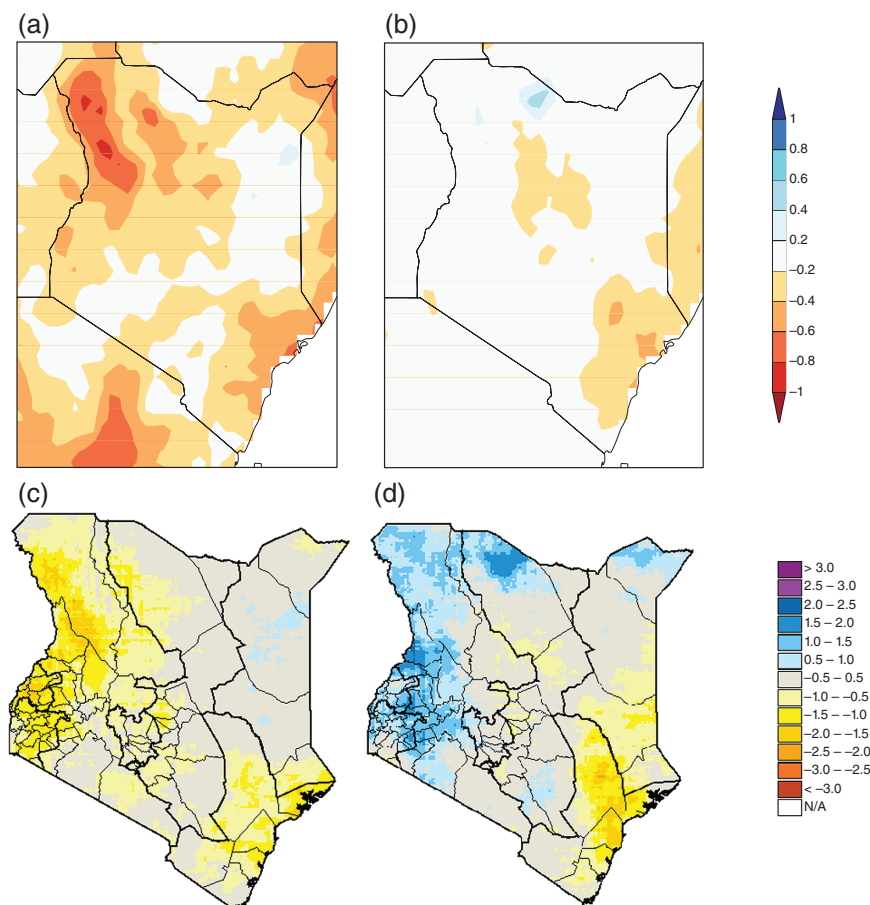 (a)
(b)
1
0.8
0.6
0.4
0.2
−0.2
−0.4
−0.6
−0.8
−1
(c)
(d)
> 3.0
2.5 – 3.0
2.0 – 2.5
1.5 – 2.0
1.0 – 1.5
0.5 – 1.0
−0.5 – 0.5
−1.0 – −0.5
−1.5 – −1.0
−2.0 – −1.5
−2.5 – −2.0
−3.0 – −2.5
< −3.0
N/A